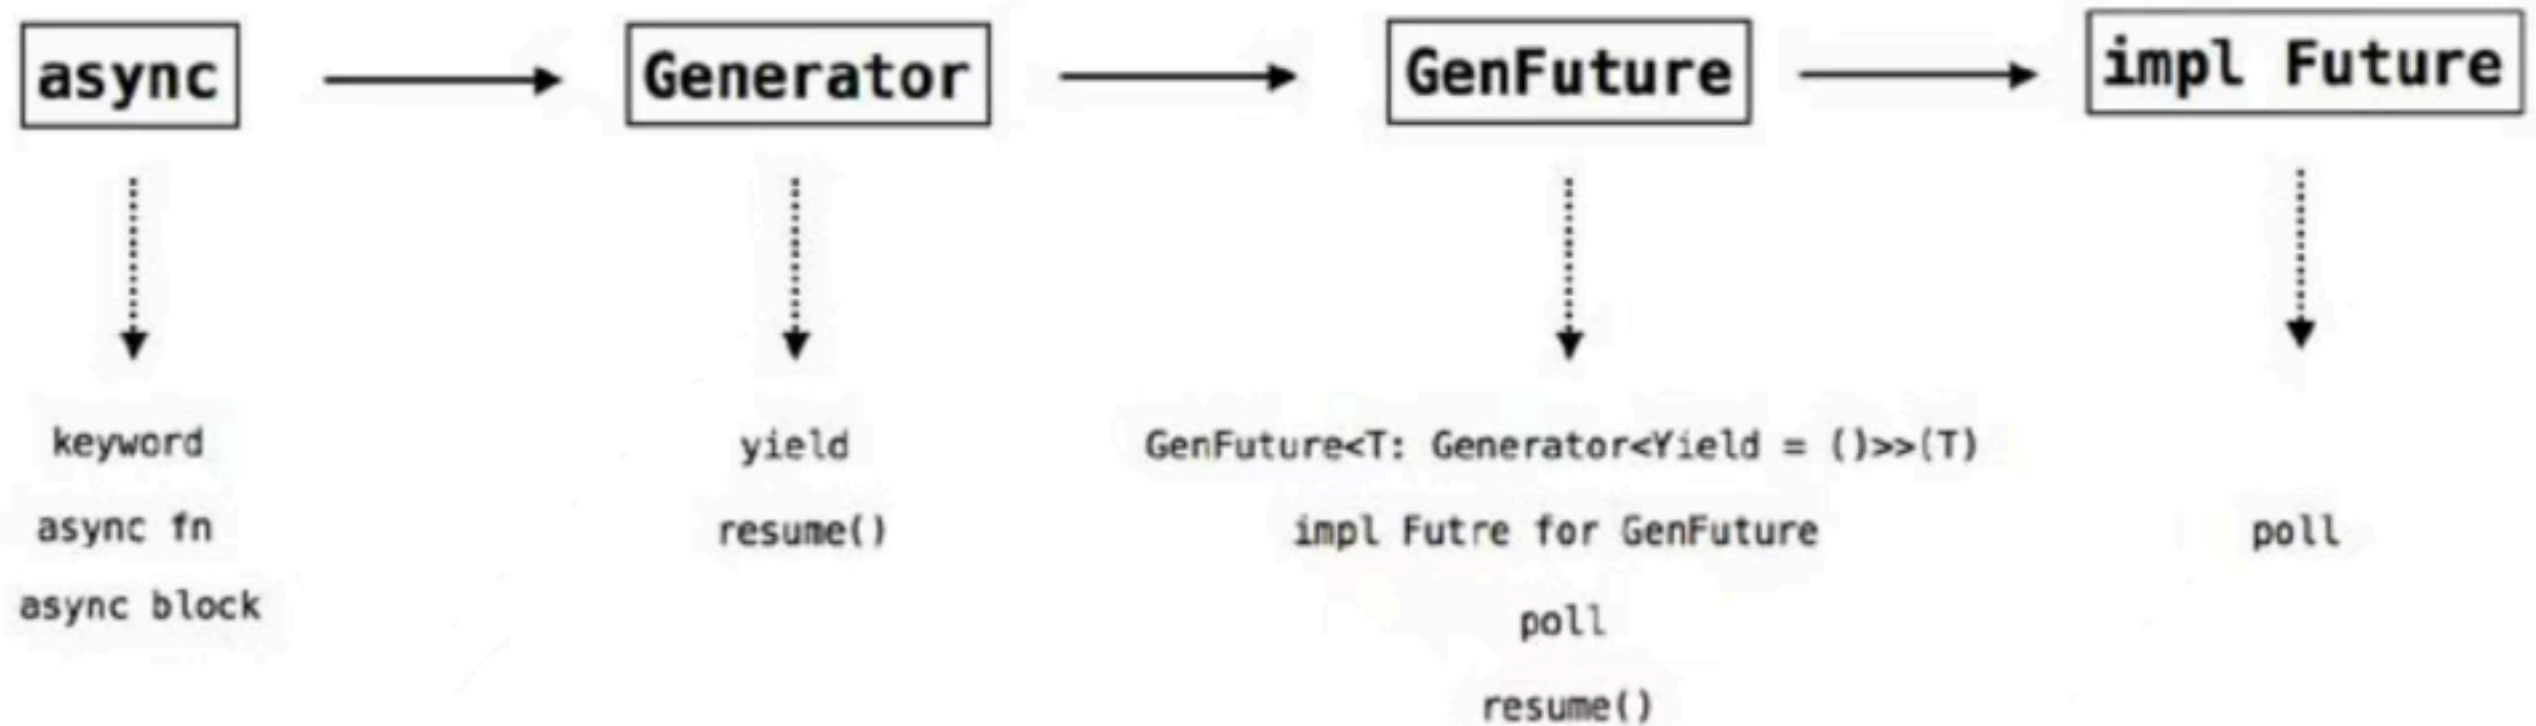 async
Generator
GenFuture
impl Future
keyword
async fn
async block
yield
resume()
GenFuture<T: Generator<Yield = ()>>(T)
impl Futre for GenFuture
poll
resume()
poll